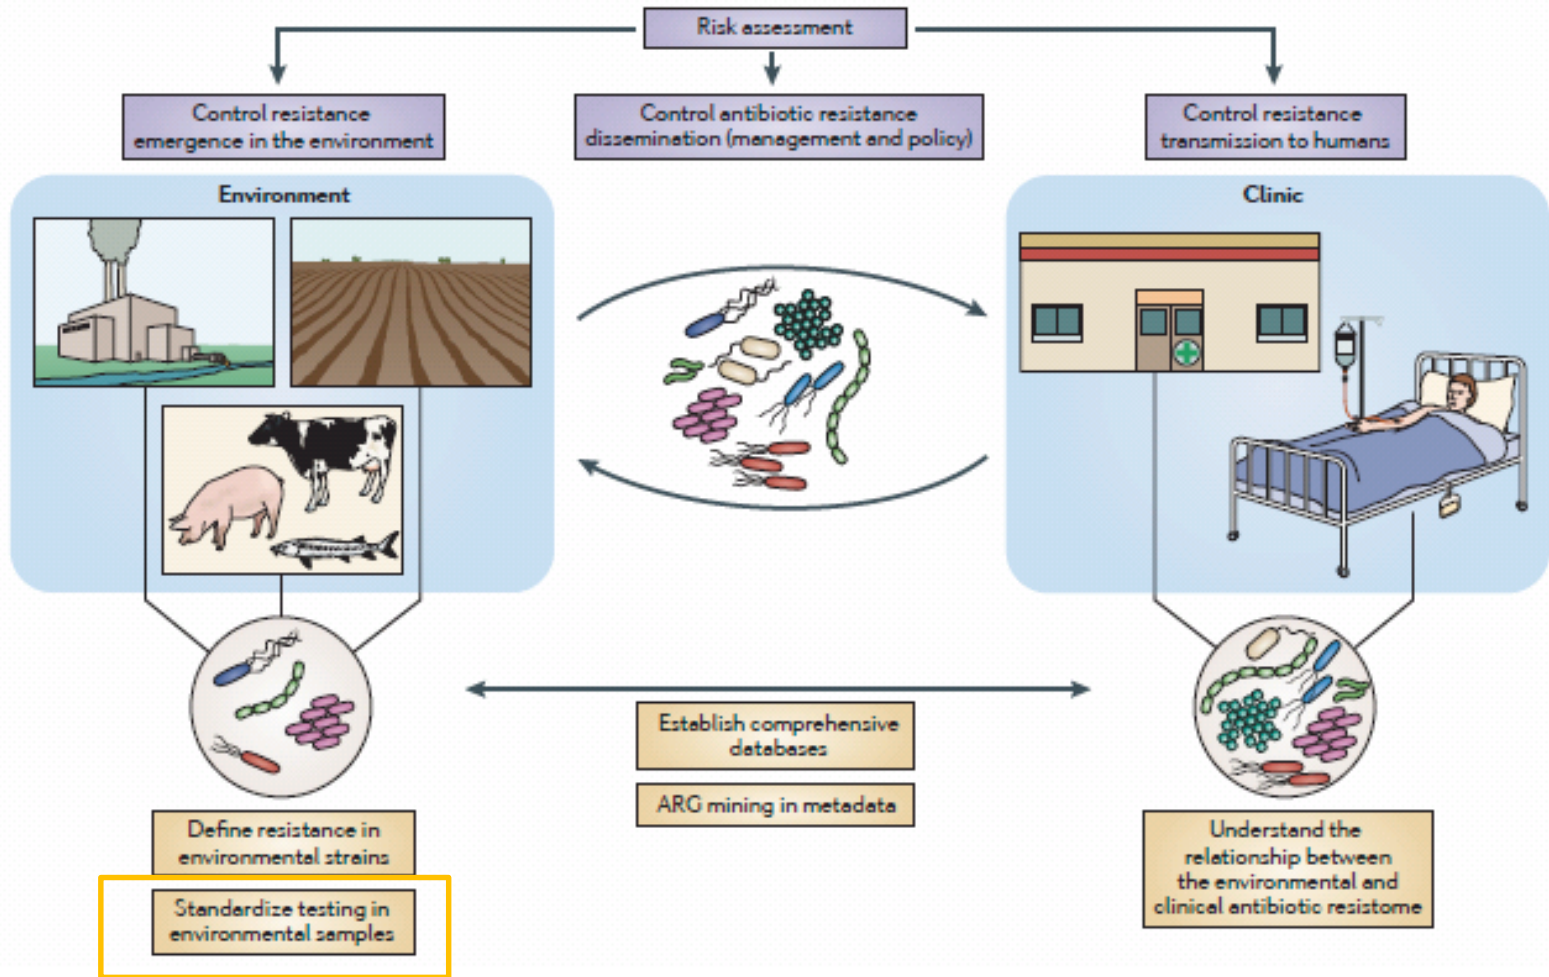 Risk assessment
Control resistance
emergence in the environment
Control antibiotic resistance
dissemination (management and policy)
Control resistance
transmission to humans
Environment
Clinic
Establish comprehensive
databases
ARG mining in metadata
Define resistance in
environmental strains
Standardize testing in
environmental samples
Understand the
relationship between
the environmental and
clinical antibiotic resistome